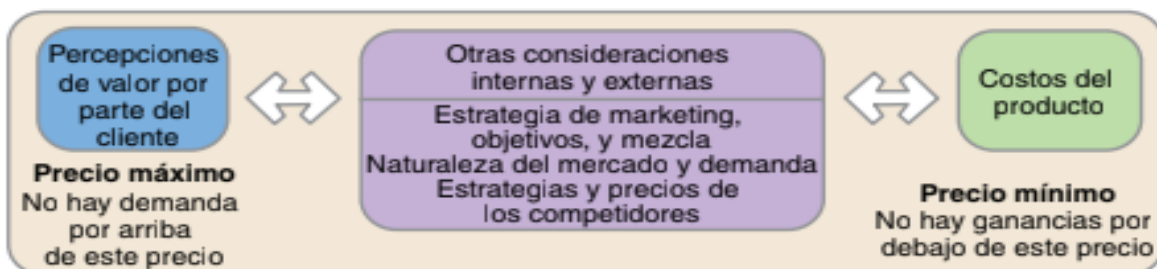 Percepciones
de valor por
parte del
cliente
Precio máximo
No hay demanda
por arriba
de este precio
Otras consideraciones
internas y externas
Estrategia de marketing,
objetivos, y mezcla
Naturaleza del mercado y demanda
Estrategias y precios de
los competidores
Costos del
producto
Precio mínimo
No hay ganancias por
debajo de este precio